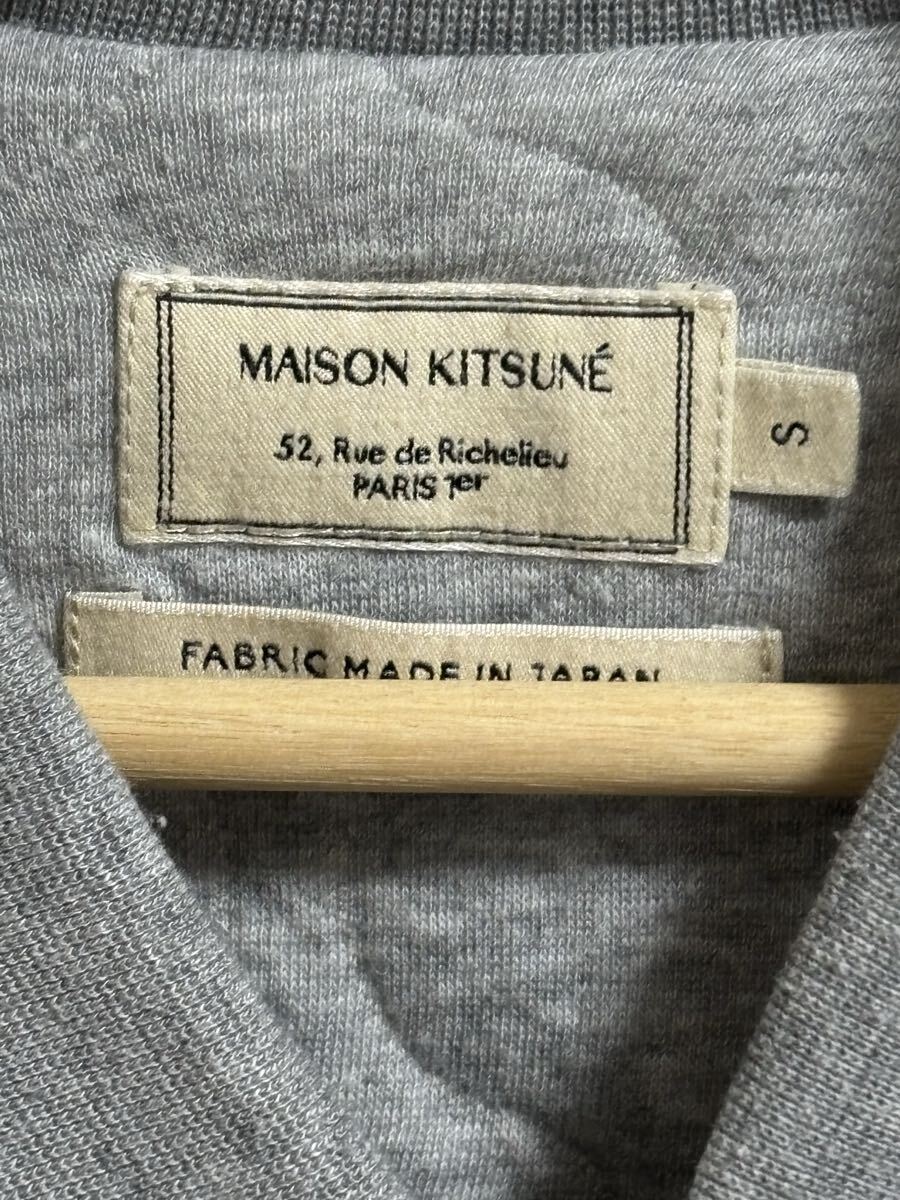 MAISON KITSUNÉ
52, Rue de Richelieu
PARIS 1er
S
FABRIC MADE IN JAPAN